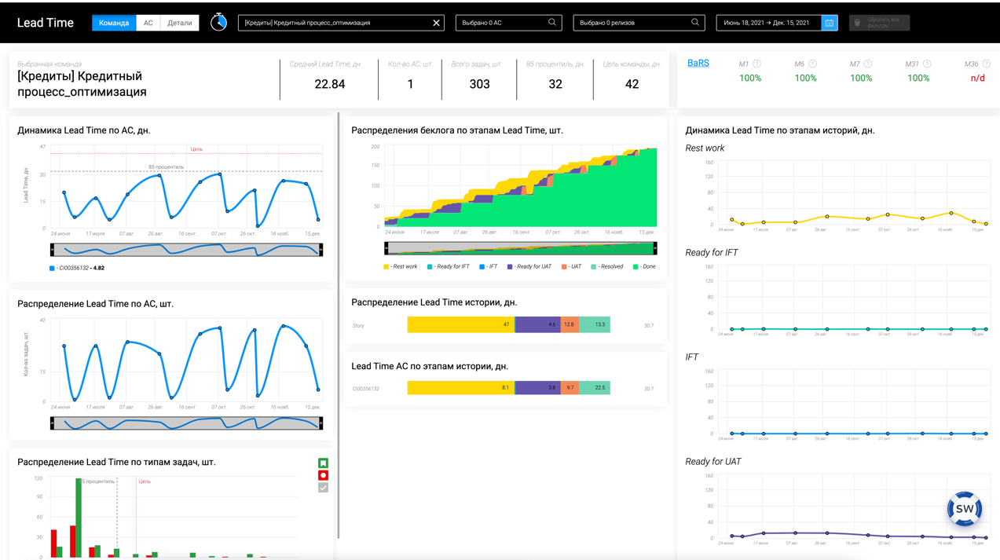 Lead Time
Команда АС Детали
[Кредиты] Кредитный процесс_оптимизация
Выбрано 0 АС
Выбрано 0 релизов
Июнь 18, 2021 → Дек. 15, 2021
Сбросить все
фильтры
Выбранная команда
[Кредиты] Кредитный
процесс_оптимизация
Средний Lead Time, дн
22.84
Кол-во АС, шт.
1
Всего задач, шт.
303
85 процентиль, дн.
32
Цель команды, дн.
42
BaRS
M1 ? M6 ? M7 ? M31 ? M36 ?
100% 100% 100% 100% n/d
Динамика Lead Time по АС, дн.
Lead Time, дн
47
30
15
0
Цель
85 процентиль
24 июня 17 июля 07 авг. 26 авг. 16 сент. 07 окт. 26 окт. 16 нояб. 15 дек.
- CI00356132 - 4.82
Распределение Lead Time по АС, шт.
Кол-во задач, шт.
42
15
0
24 июня 17 июля 07 авг. 26 авг. 16 сент. 07 окт. 26 окт. 16 нояб. 15 дек.
Распределение Lead Time по типам задач, шт.
120
90
60
30
0
5 процентиль
Цель
Распределения беклога по этапам Lead Time, шт.
200
150
100
50
0
24 июня 17 июля 07 авг. 26 авг. 16 сент. 07 окт 26 окт. 16 нояб. 15 дек.
- Rest work - Ready for IFT - IFT - Ready for UAT - UAT - Resolved - Done
Распределение Lead Time истории, дн.
Story 47 4.6 12.8 13.3 30.7
Lead Time АС по этапам истории, дн.
CI00356132 8.1 3.8 9.7 22.5 30.7
Динамика Lead Time по этапам историй, дн.
Rest work
160
120
80
40
0
24 июня 17 июля 07 авг. 26 авг. 16 сент. 07 окт. 26 окт. 16 нояб. 15 дек.
Ready for IFT
160
120
80
40
0
24 июня 17 июля 07 авг. 26 авг. 16 сент. 07 окт. 26 окт. 16 нояб. 15 дек.
IFT
160
120
80
40
0
24 июня 17 июля 07 авг. 26 авг. 16 сент. 07 окт. 26 окт. 16 нояб. 15 дек.
Ready for UAT
160
120
80
40
0
24 июня 17 июля 07 авг. 26 авг. 16 сент. 07 окт. 26 окт. 16 нояб. 15 дек.
SW